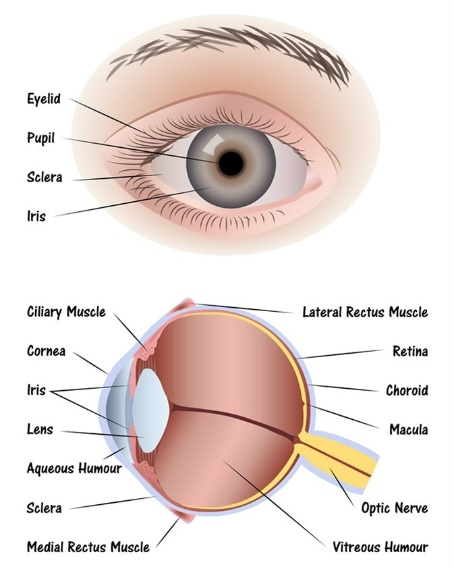 Eyelid
Pupil
Sclera
Iris
Ciliary Muscle
Cornea
Iris
Lens
Aqueous Humour
Sclera
Medial Rectus Muscle
Lateral Rectus Muscle
Retina
Choroid
Macula
Optic Nerve
Vitreous Humour